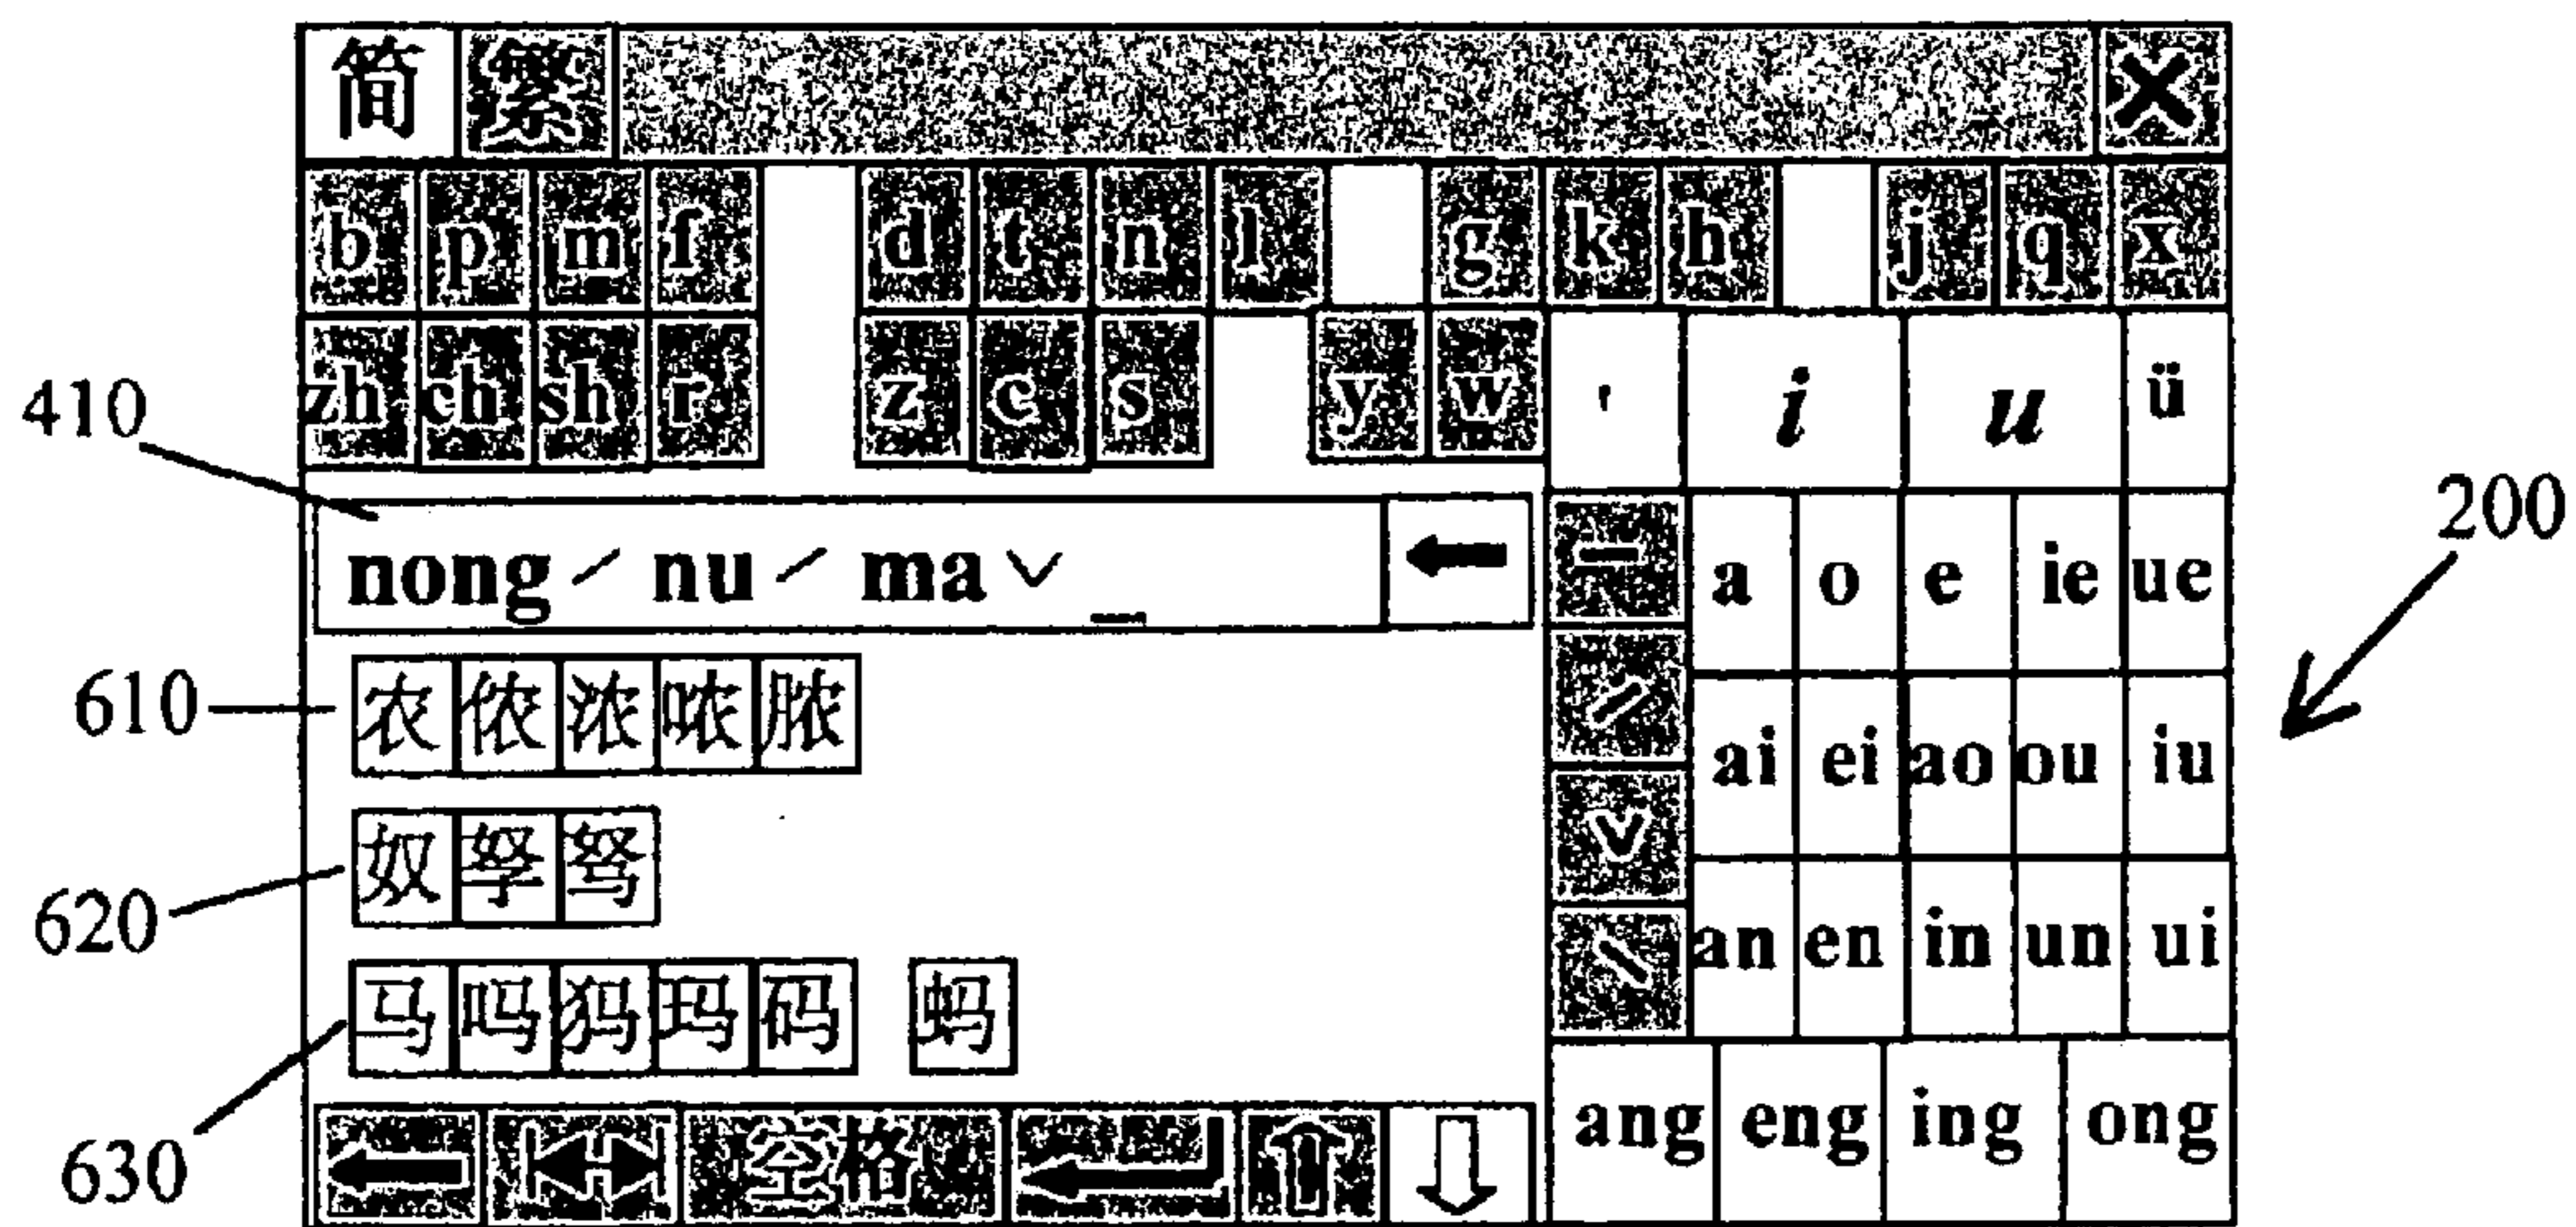 简 繁
b p m f d t n l g k h j q x
zh ch sh r z c s y w ' i u ü
410
200
nong ˊ nu ˊ ma ˇ _
a o e ie ue
610
农 侬 浓 哝 脓
ai ei ao ou iu
620
奴 孥 驽
an en in un ui
630
马 吗 犸 玛 码 蚂
ang eng ing ong
空格